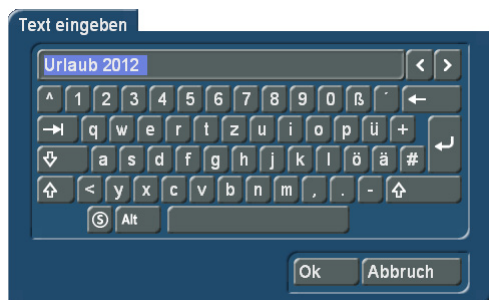 Text eingeben
Urlaub 2012 < >
^ 1 2 3 4 5 6 7 8 9 0 ß ´ ←
q w e r t z u i o p ü +
a s d f g h j k l ö ä #
< y x c v b n m , . -
S Alt
Ok Abbruch